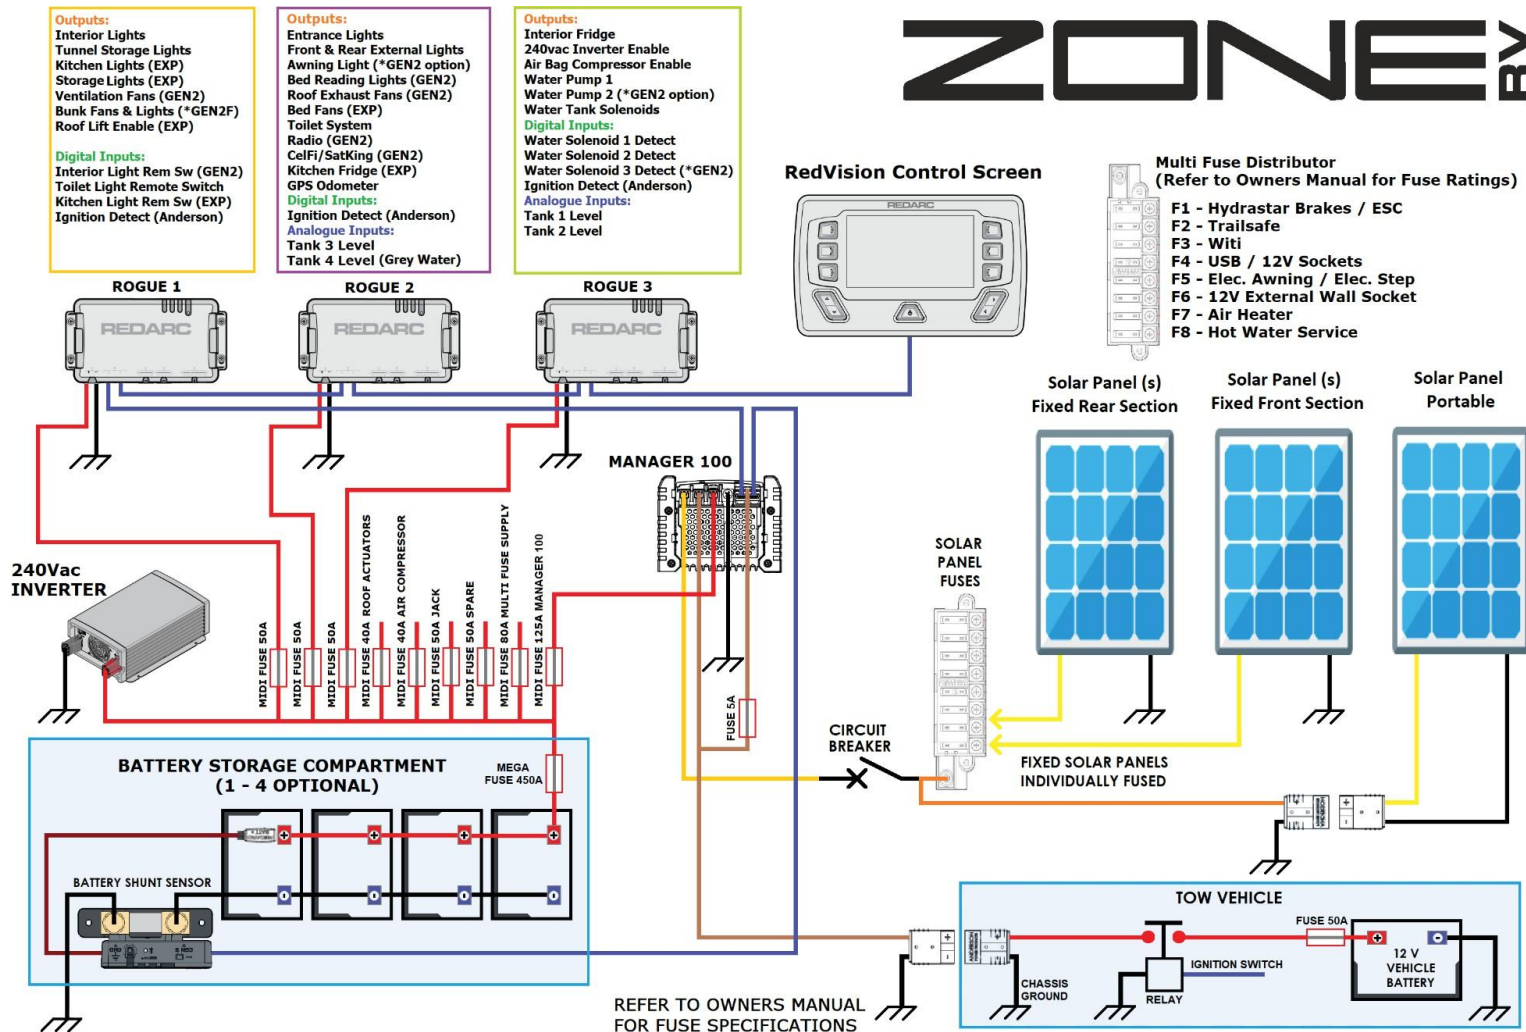 Outputs:
Interior Lights
Tunnel Storage Lights
Kitchen Lights (EXP)
Storage Lights (EXP)
Ventilation Fans (GEN2)
Bunk Fans & Lights (*GEN2F)
Roof Lift Enable (EXP)
Digital Inputs:
Interior Light Rem Sw (GEN2)
Toilet Light Remote Switch
Kitchen Light Rem Sw (EXP)
Ignition Detect (Anderson)
Outputs:
Entrance Lights
Front & Rear External Lights
Awning Light (*GEN2 option)
Bed Reading Lights (GEN2)
Roof Exhaust Fans (GEN2)
Bed Fans (EXP)
Toilet System
Radio (GEN2)
CelFi/SatKing (GEN2)
Kitchen Fridge (EXP)
GPS Odometer
Digital Inputs:
Ignition Detect (Anderson)
Analogue Inputs:
Tank 3 Level
Tank 4 Level (Grey Water)
Outputs:
Interior Fridge
240vac Inverter Enable
Air Bag Compressor Enable
Water Pump 1
Water Pump 2 (*GEN2 option)
Water Tank Solenoids
Digital Inputs:
Water Solenoid 1 Detect
Water Solenoid 2 Detect
Water Solenoid 3 Detect (*GEN2)
Ignition Detect (Anderson)
Analogue Inputs:
Tank 1 Level
Tank 2 Level
ZONE
BY
RedVision Control Screen
REDARC
Multi Fuse Distributor
(Refer to Owners Manual for Fuse Ratings)
F1 - Hydrastar Brakes / ESC
F2 - Trailsafe
F3 - Witi
F4 - USB / 12V Sockets
F5 - Elec. Awning / Elec. Step
F6 - 12V External Wall Socket
F7 - Air Heater
F8 - Hot Water Service
ROGUE 1
REDARC
ROGUE 2
REDARC
ROGUE 3
REDARC
Solar Panel (s)
Fixed Rear Section
Solar Panel (s)
Fixed Front Section
Solar Panel
Portable
MANAGER 100
240Vac
INVERTER
MIDI FUSE 50A
MIDI FUSE 50A
MIDI FUSE 50A
MIDI FUSE 40A ROOF ACTUATORS
MIDI FUSE 40A AIR COMPRESSOR
MIDI FUSE 50A JACK
MIDI FUSE 50A SPARE
MIDI FUSE 80A MULTI FUSE SUPPLY
MIDI FUSE 125A MANAGER 100
SOLAR
PANEL
FUSES
FUSE 5A
CIRCUIT
BREAKER
FIXED SOLAR PANELS
INDIVIDUALLY FUSED
BATTERY STORAGE COMPARTMENT
(1 - 4 OPTIONAL)
MEGA
FUSE 450A
BATTERY SHUNT SENSOR
TOW VEHICLE
FUSE 50A
12 V
VEHICLE
BATTERY
IGNITION SWITCH
RELAY
CHASSIS
GROUND
REFER TO OWNERS MANUAL
FOR FUSE SPECIFICATIONS